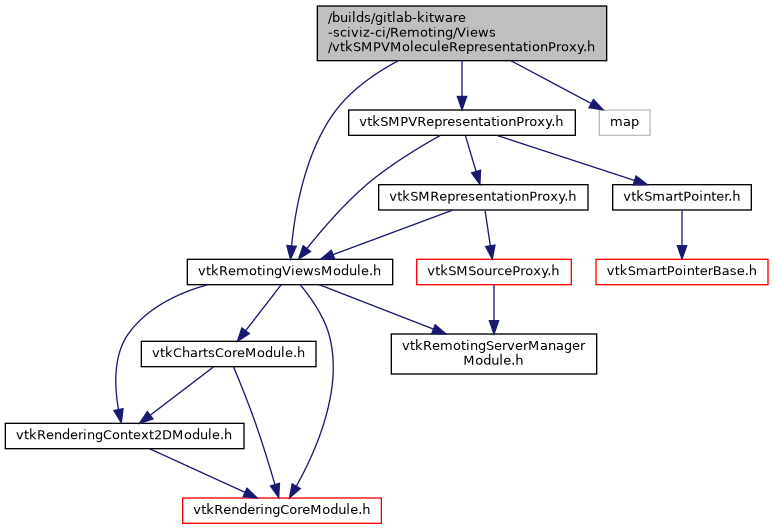 /builds/gitlab-kitware
-sciviz-ci/Remoting/Views
/vtkSMPVMoleculeRepresentationProxy.h
vtkSMPVRepresentationProxy.h
map
vtkSMRepresentationProxy.h
vtkSmartPointer.h
vtkRemotingViewsModule.h
vtkSMSourceProxy.h
vtkSmartPointerBase.h
vtkChartsCoreModule.h
vtkRemotingServerManager
Module.h
vtkRenderingContext2DModule.h
vtkRenderingCoreModule.h